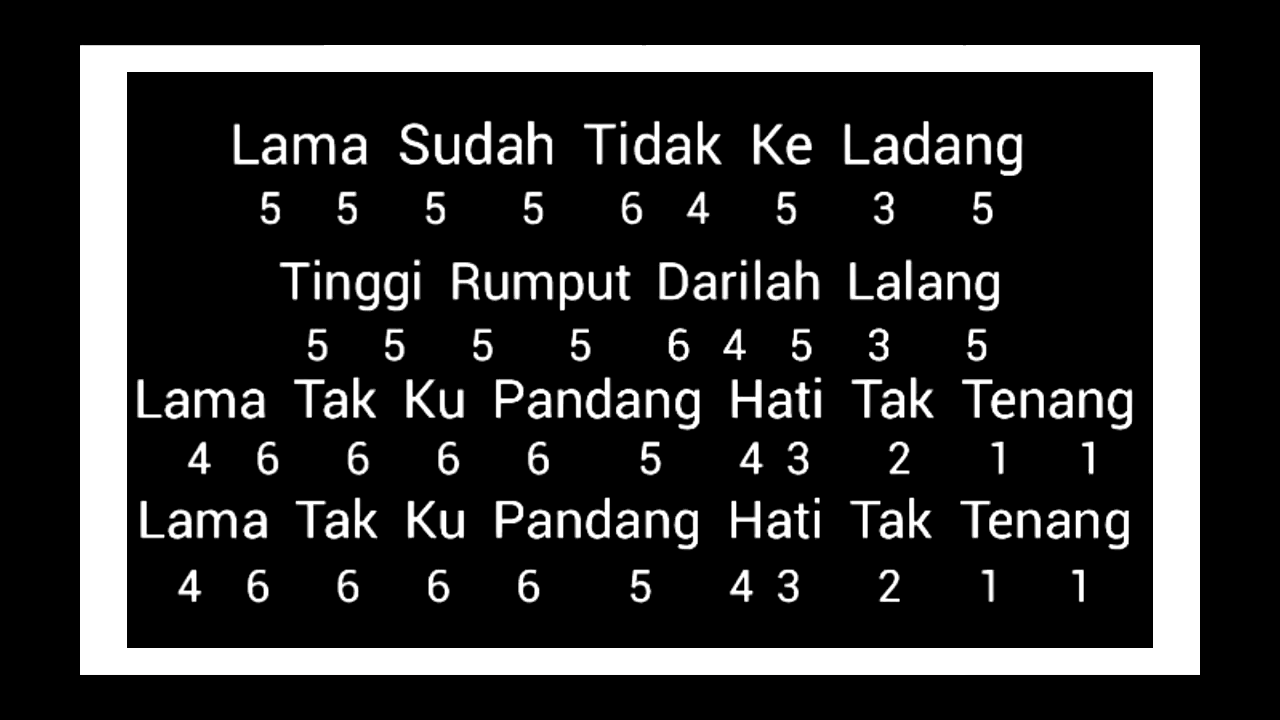 Lama Sudah Tidak Ke Ladang
5 5 5 5 6 4 5 3 5
Tinggi Rumput Darilah Lalang
5 5 5 5 6 4 5 3 5
Lama Tak Ku Pandang Hati Tak Tenang
4 6 6 6 6 5 4 3 2 1 1
Lama Tak Ku Pandang Hati Tak Tenang
4 6 6 6 6 5 4 3 2 1 1